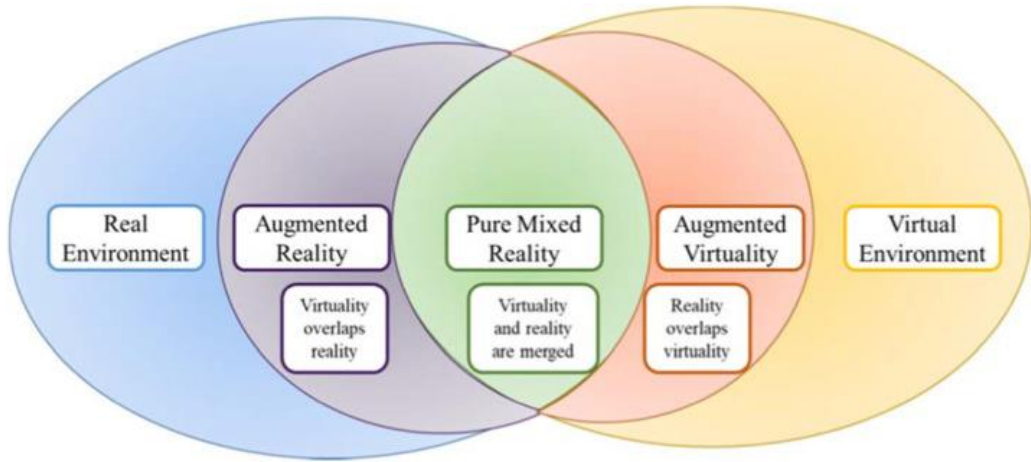 Real
Environment
Augmented
Reality
Virtuality
overlaps
reality
Pure Mixed
Reality
Virtuality
and reality
are merged
Augmented
Virtuality
Reality
overlaps
virtuality
Virtual
Environment